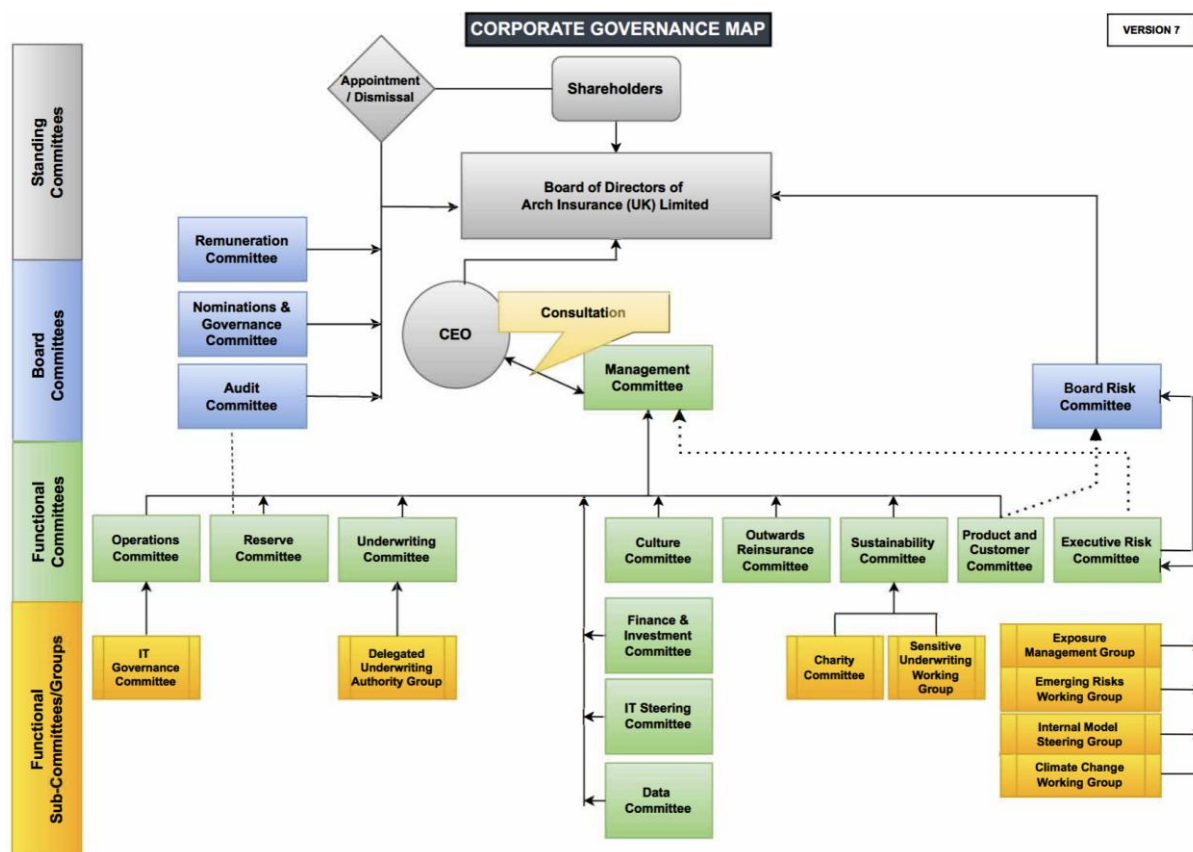 CORPORATE GOVERNANCE MAP
VERSION 7
Standing
Committees
Appointment
/ Dismissal
Shareholders
Board of Directors of
Arch Insurance (UK) Limited
Board
Committees
Remuneration
Committee
Nominations &
Governance
Committee
Audit
Committee
CEO
Consultation
Management
Committee
Board Risk
Committee
Functional
Committees
Operations
Committee
Reserve
Committee
Underwriting
Committee
Culture
Committee
Outwards
Reinsurance
Committee
Sustainability
Committee
Product and
Customer
Committee
Executive Risk
Committee
Finance &
Investment
Committee
IT Steering
Committee
Data
Committee
Functional
Sub-Committees/Groups
IT
Governance
Committee
Delegated
Underwriting
Authority Group
Charity
Committee
Sensitive
Underwriting
Working
Group
Exposure
Management Group
Emerging Risks
Working Group
Internal Model
Steering Group
Climate Change
Working Group